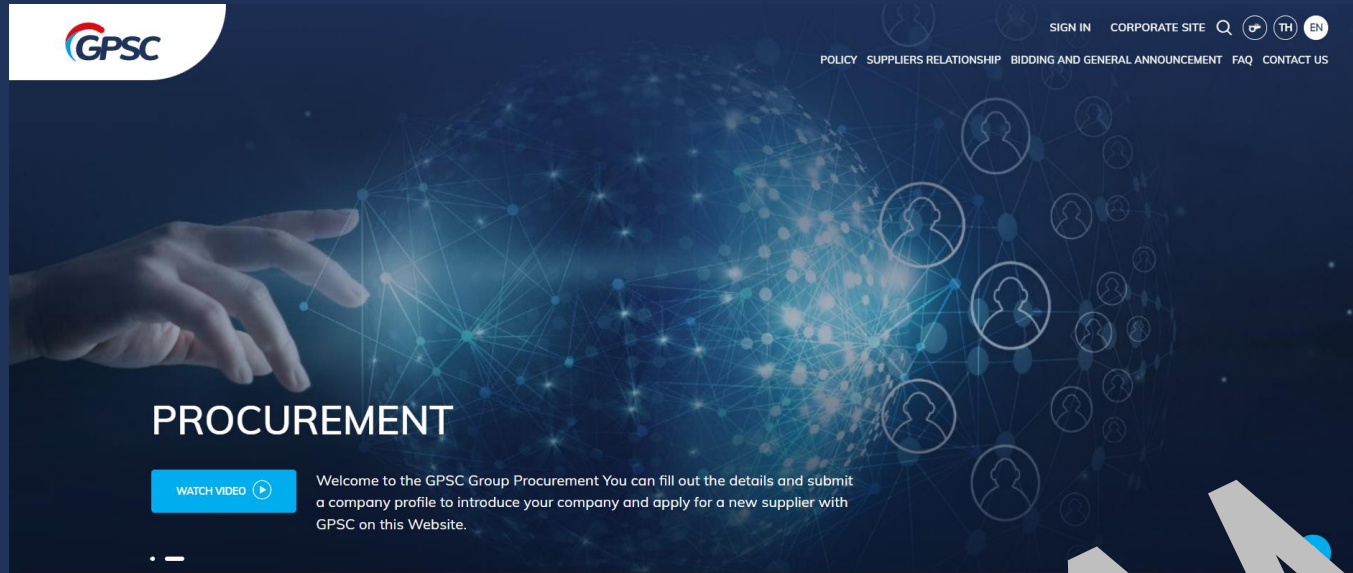 GPSC
SIGN IN CORPORATE SITE TH EN
POLICY SUPPLIERS RELATIONSHIP BIDDING AND GENERAL ANNOUNCEMENT FAQ CONTACT US
PROCUREMENT
WATCH VIDEO
Welcome to the GPSC Group Procurement You can fill out the details and submit
a company profile to introduce your company and apply for a new supplier with
GPSC on this Website.